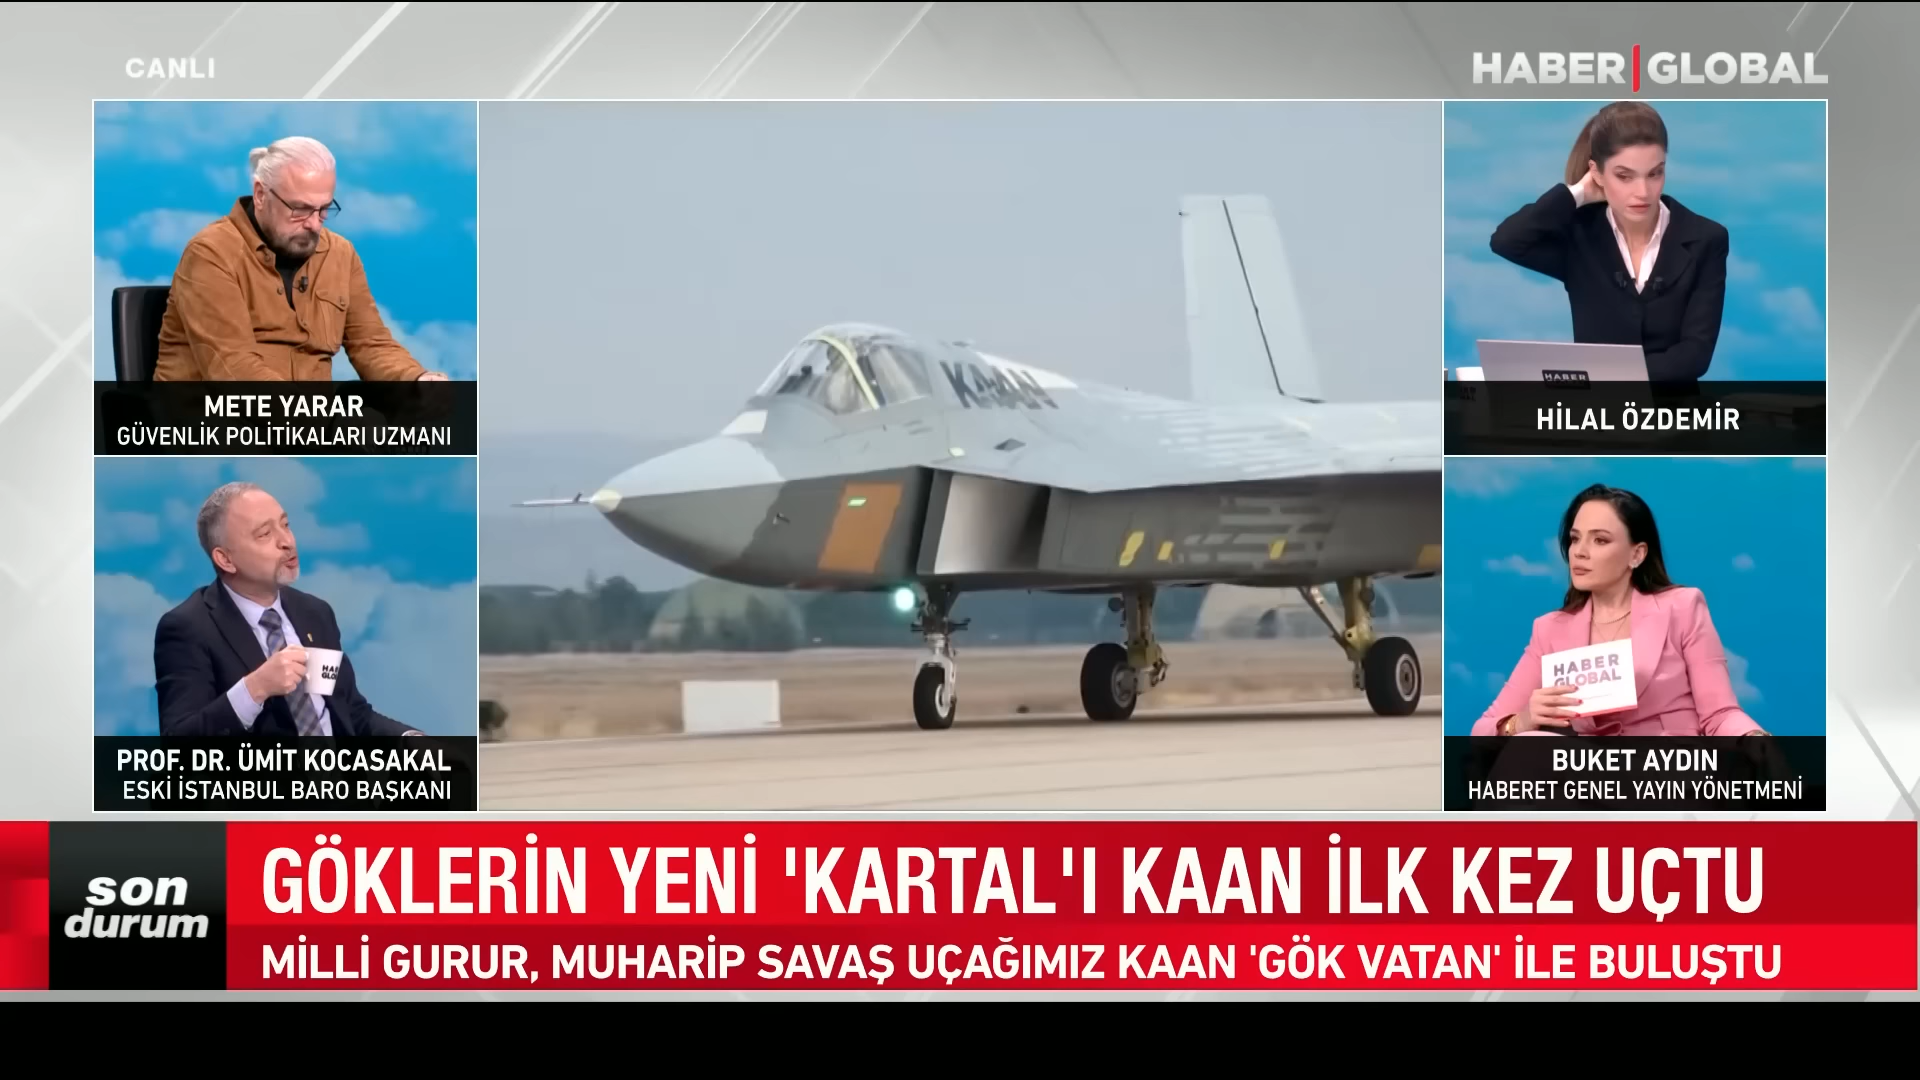 CANLI
HABER GLOBAL
KAAN
METE YARAR
GÜVENLİK POLİTİKALARI UZMANI
HABER
HİLAL ÖZDEMİR
HABER
GLOBAL
PROF. DR. ÜMİT KOCASAKAL
ESKİ İSTANBUL BARO BAŞKANI
BUKET AYDIN
HABERET GENEL YAYIN YÖNETMENİ
son
durum
GÖKLERİN YENİ 'KARTAL'I KAAN İLK KEZ UÇTU
MİLLİ GURUR, MUHARİP SAVAŞ UÇAĞIMIZ KAAN 'GÖK VATAN' İLE BULUŞTU